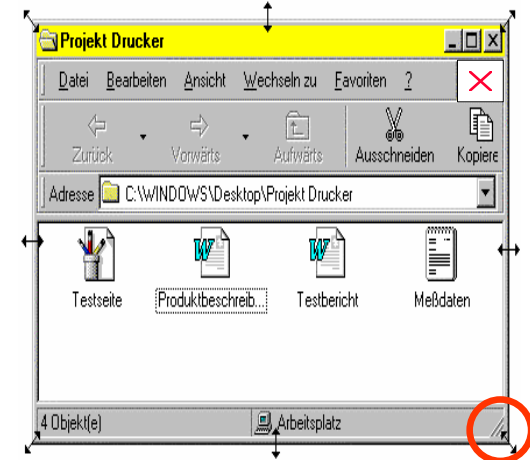 Projekt Drucker
Datei Bearbeiten Ansicht Wechseln zu Favoriten ?
Zurück Vorwärts Aufwärts Ausschneiden Kopiere
Adresse C:\WINDOWS\Desktop\Projekt Drucker
Testseite Produktbeschreib... Testbericht Meßdaten
4 Objekt(e) Arbeitsplatz